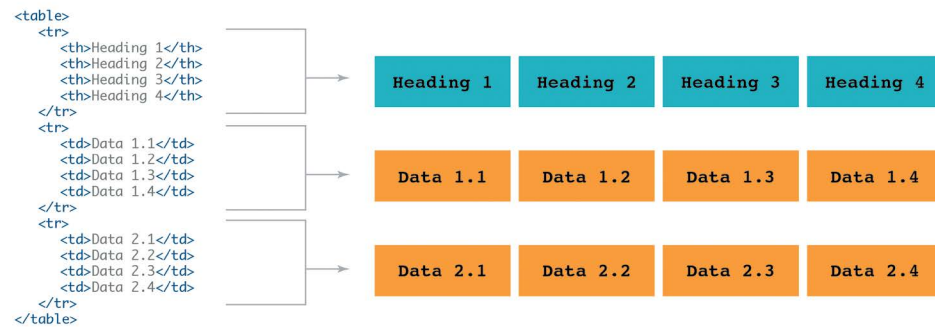 <table>
<tr>
<th>Heading 1</th>
<th>Heading 2</th>
<th>Heading 3</th>
<th>Heading 4</th>
</tr>
<tr>
<td>Data 1.1</td>
<td>Data 1.2</td>
<td>Data 1.3</td>
<td>Data 1.4</td>
</tr>
<tr>
<td>Data 2.1</td>
<td>Data 2.2</td>
<td>Data 2.3</td>
<td>Data 2.4</td>
</tr>
</table>
Heading 1 Heading 2 Heading 3 Heading 4
Data 1.1 Data 1.2 Data 1.3 Data 1.4
Data 2.1 Data 2.2 Data 2.3 Data 2.4